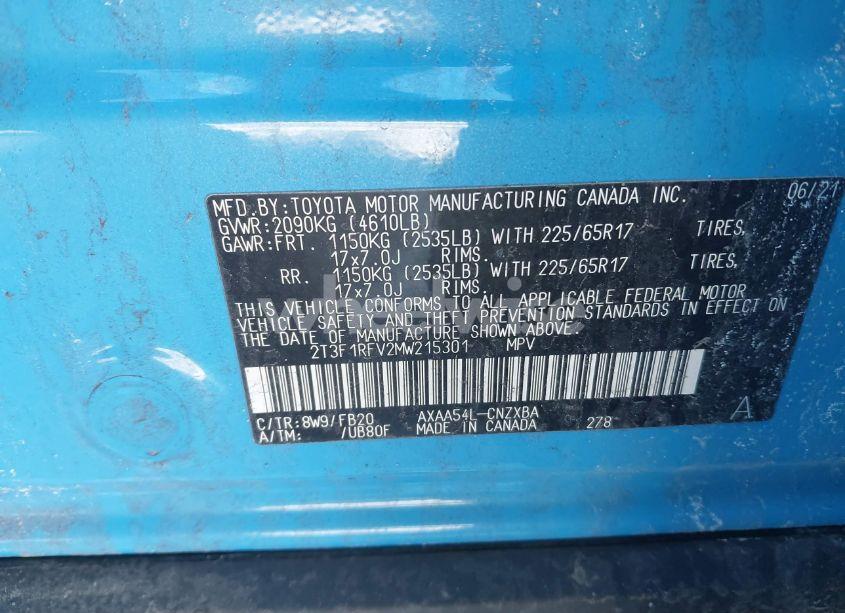 MFD.BY:TOYOTA MOTOR MANUFACTURING CANADA INC. 06/21
GVWR:2090KG (4610LB)
GAWR:FRT. 1150KG (2535LB) WITH 225/65R17 TIRES,
17x7.0J RIMS.
RR. 1150KG (2535LB) WITH 225/65R17 TIRES,
17x7.0J RIMS.
THIS VEHICLE CONFORMS TO ALL APPLICABLE FEDERAL MOTOR
VEHICLE SAFETY AND THEFT PREVENTION STANDARDS IN EFFECT ON
THE DATE OF MANUFACTURE SHOWN ABOVE.
2T3F1RFV2MW215301 MPV
C/TR:8W9/FB20 AXAA54L-CNZXBA A
A/TM: /UB80F MADE IN CANADA 278